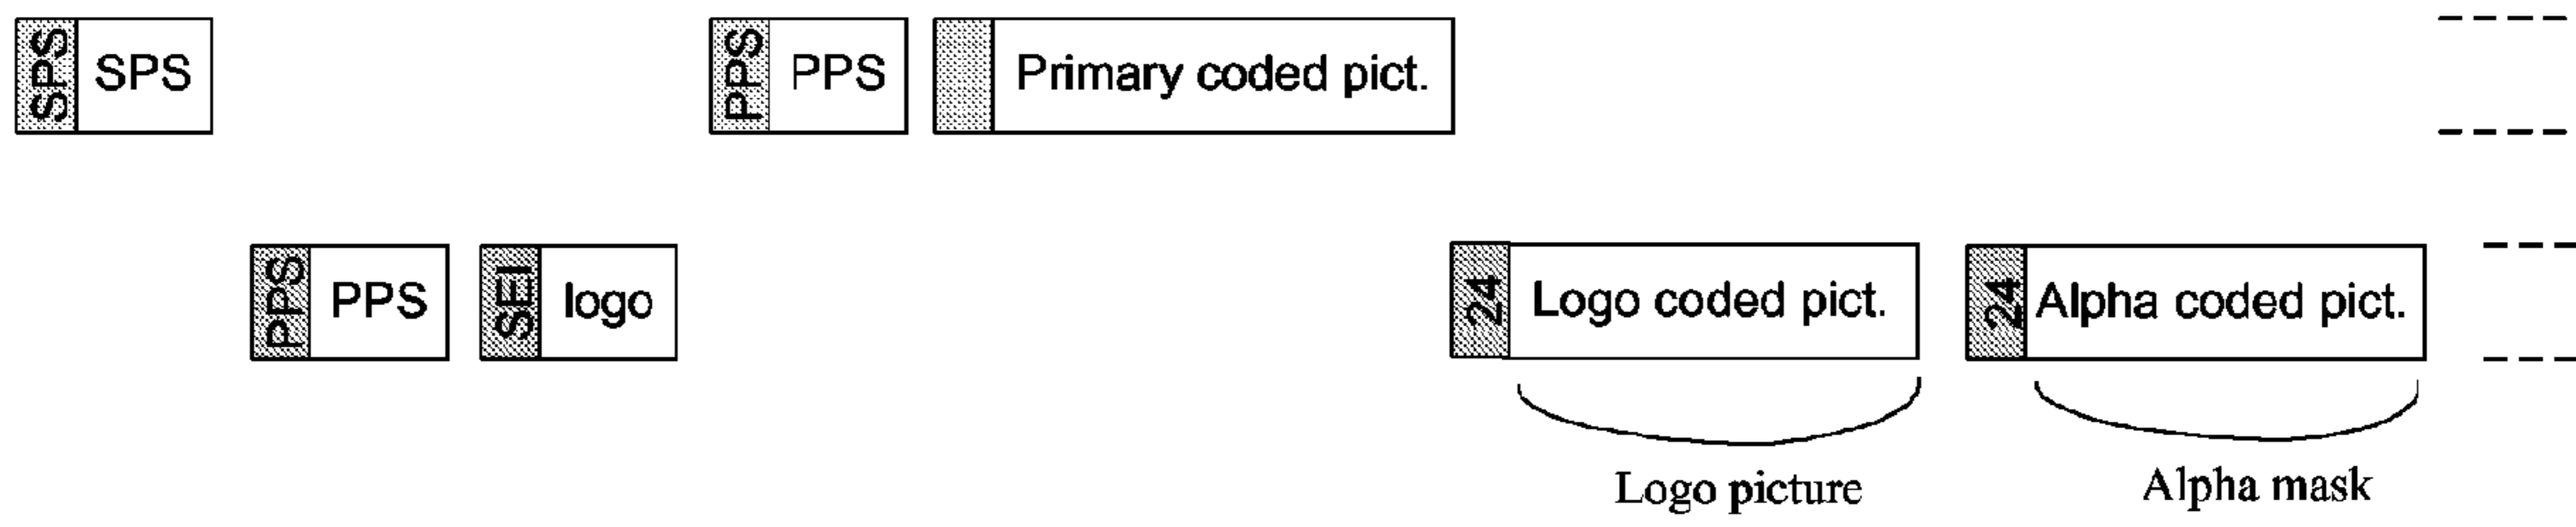 SPS SPS PPS PPS Primary coded pict.
PPS PPS SEI logo 24 Logo coded pict. 24 Alpha coded pict.
Logo picture Alpha mask